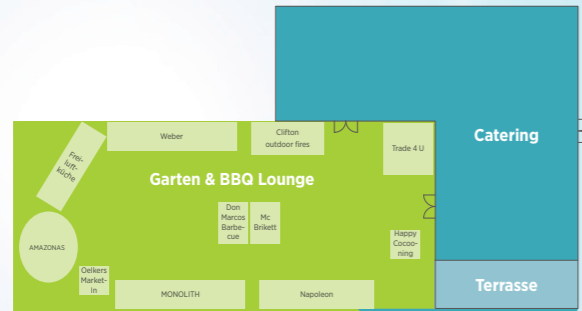 Catering
Weber
Clifton
outdoor fires
Trade 4 U
Frei-
luft-
küche
Garten & BBQ Lounge
Don
Marcos
Barbe-
cue
Mc
Brikett
AMAZONAS
Happy
Cocoo-
ning
Oelkers
Market-
in
MONOLITH
Napoleon
Terrasse